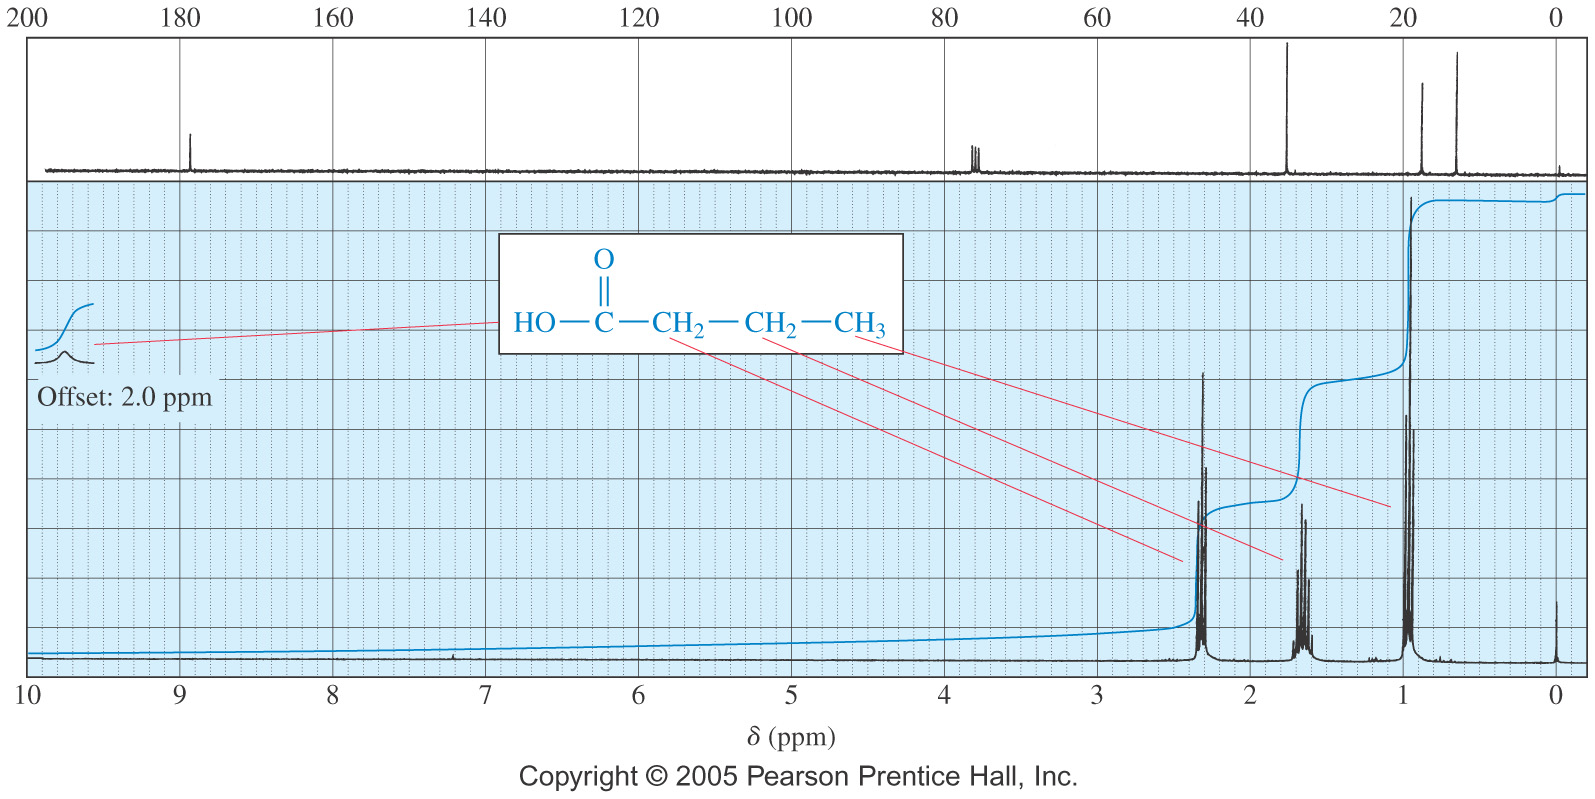 200 180 160 140 120 100 80 60 40 20 0
O
HO—C—CH₂—CH₂—CH₃
Offset: 2.0 ppm
10 9 8 7 6 5 4 3 2 1 0
δ (ppm)
Copyright © 2005 Pearson Prentice Hall, Inc.